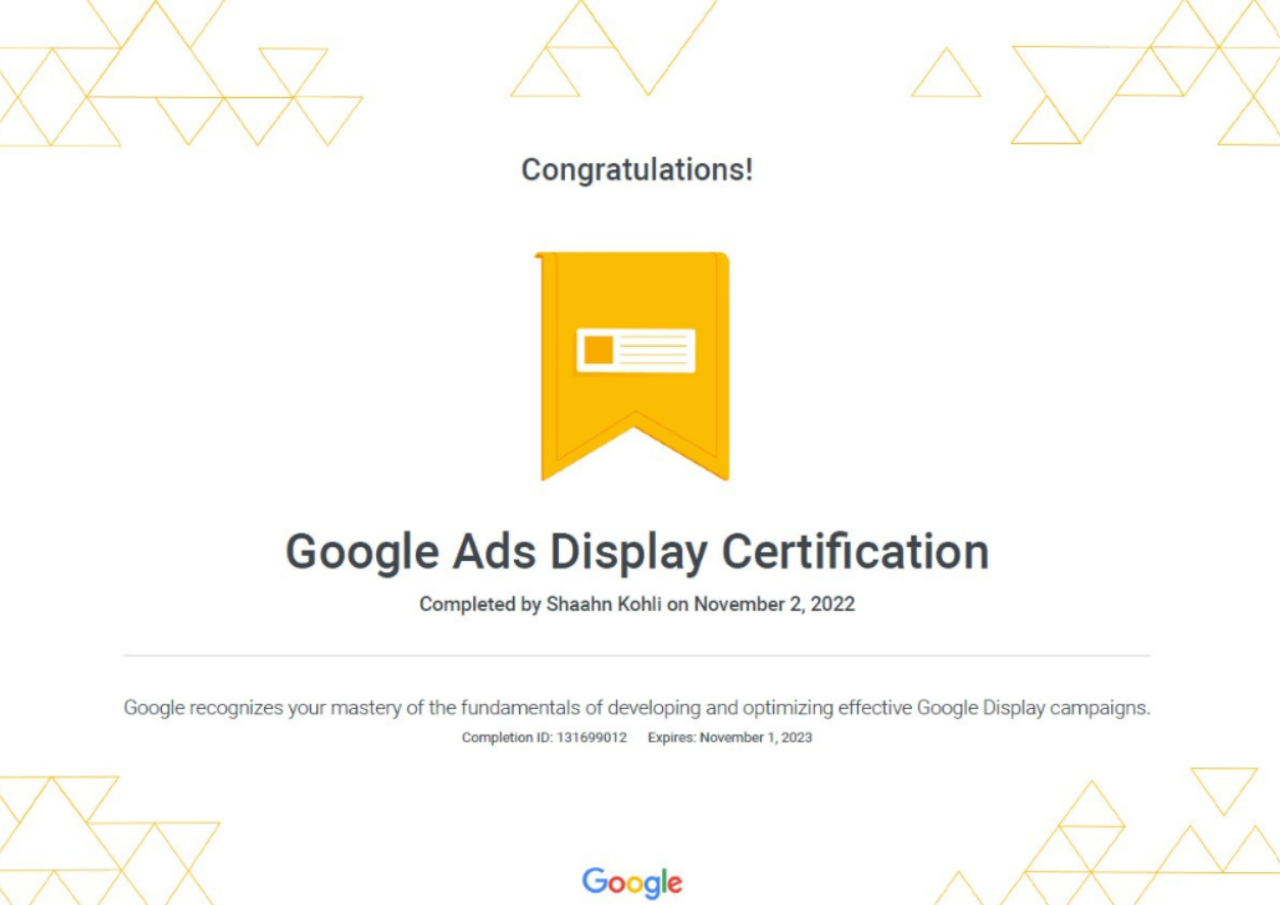 Congratulations!
Google Ads Display Certification
Completed by Shaahn Kohli on November 2, 2022
Google recognizes your mastery of the fundamentals of developing and optimizing effective Google Display campaigns.
Completion ID: 131699012 Expires: November 1, 2023
Google